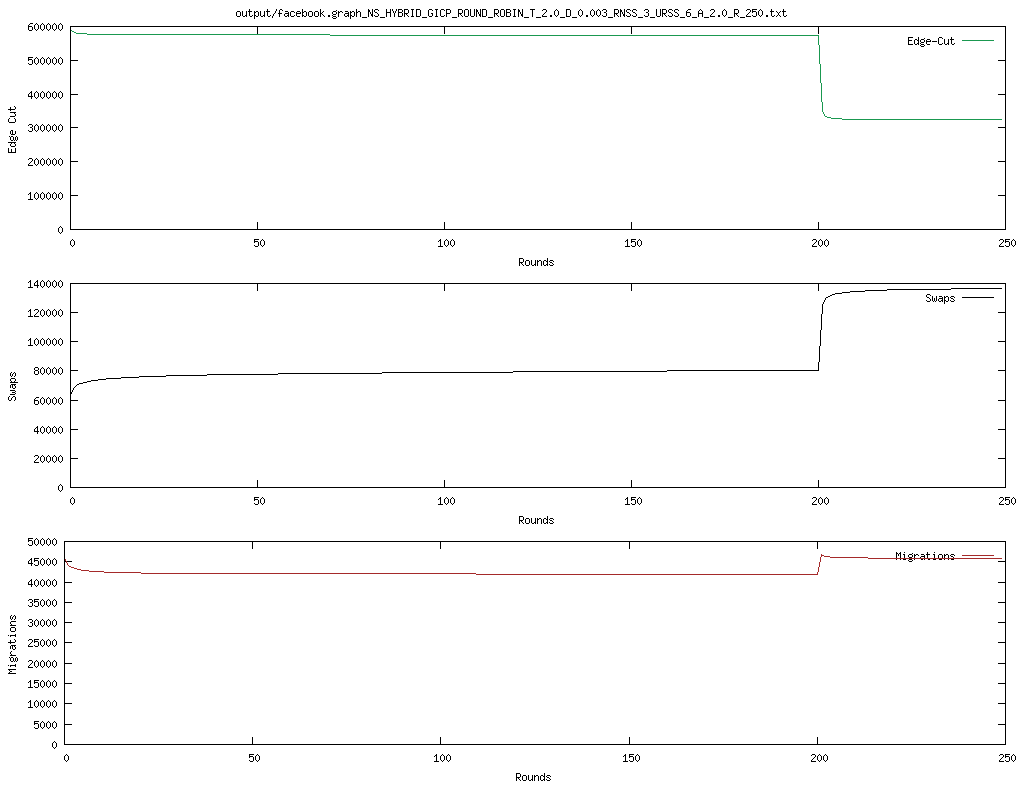 output/facebook.graph_NS_HYBRID_GICP_ROUND_ROBIN_T_2.0_D_0.003_RNSS_3_URSS_6_A_2.0_R_250.txt
600000
500000
400000
300000
200000
100000
0
Edge Cut
Edge-Cut
0 50 100 150 200 250
Rounds
140000
120000
100000
80000
60000
40000
20000
0
Swaps
Swaps
0 50 100 150 200 250
Rounds
50000
45000
40000
35000
30000
25000
20000
15000
10000
5000
0
Migrations
Migrations
0 50 100 150 200 250
Rounds